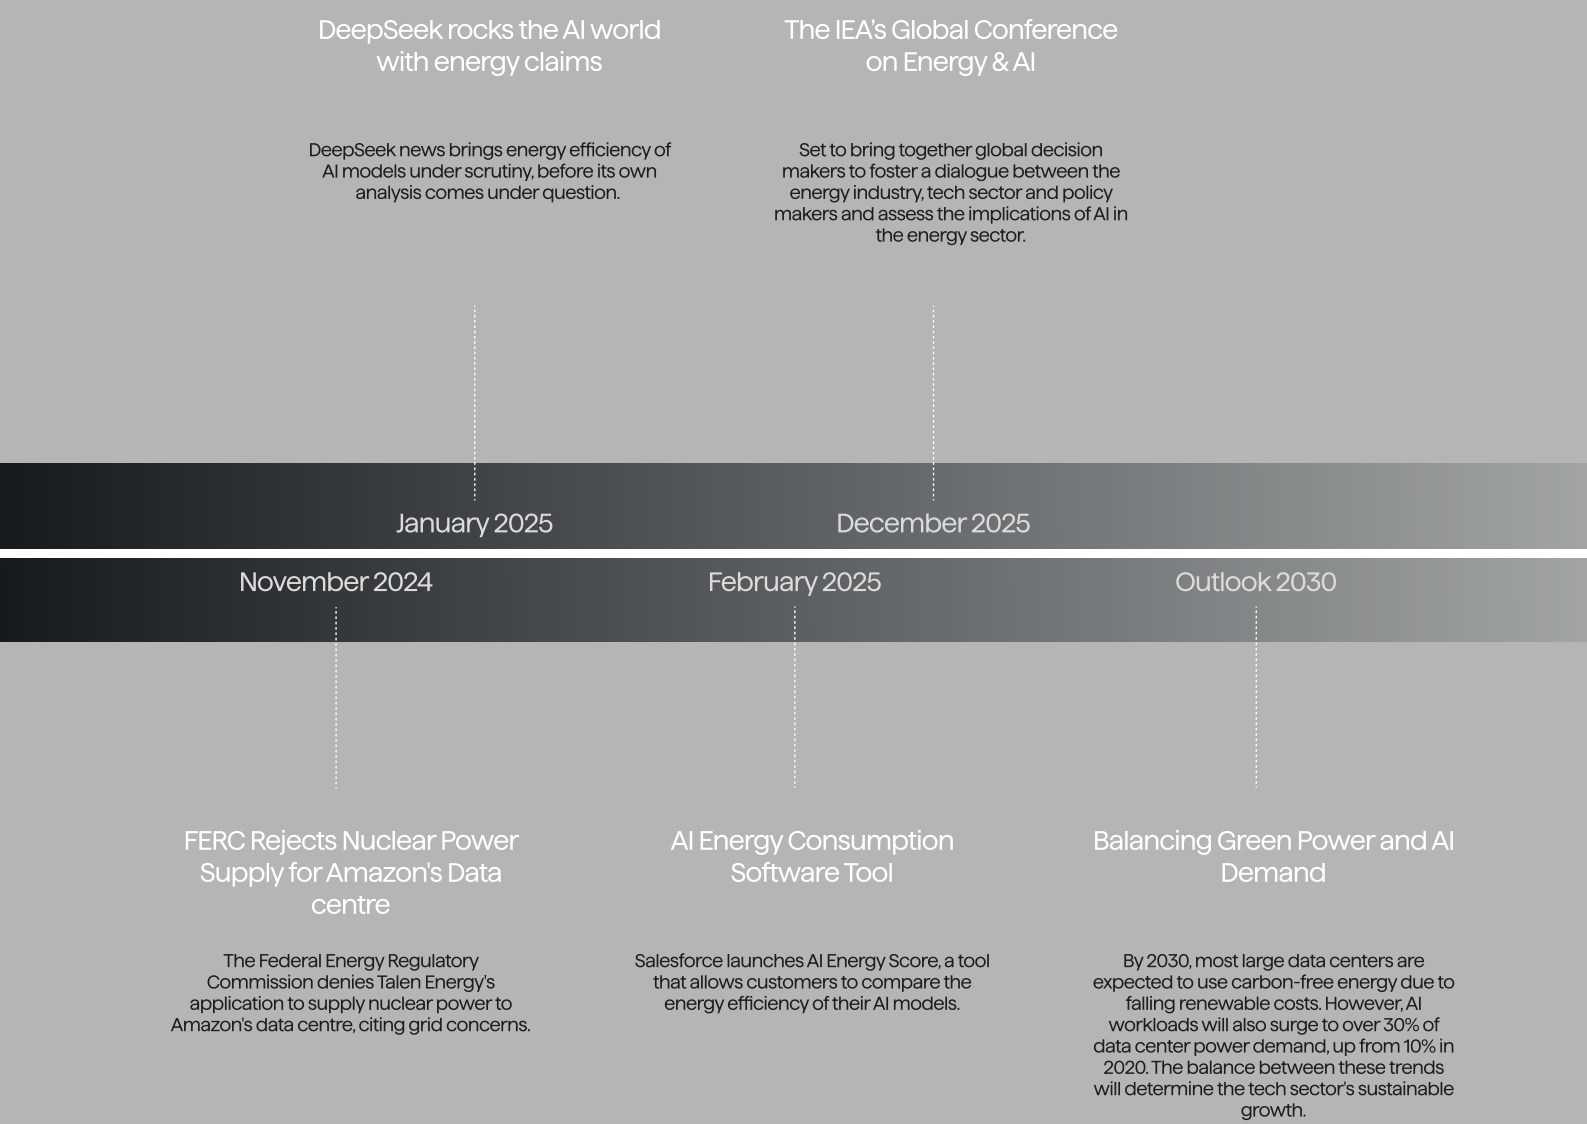 DeepSeek rocks the AI world
with energy claims
DeepSeek news brings energy efficiency of
AI models under scrutiny, before its own
analysis comes under question.
The IEA’s Global Conference
on Energy & AI
Set to bring together global decision
makers to foster a dialogue between the
energy industry, tech sector and policy
makers and assess the implications of AI in
the energy sector.
January 2025
December 2025
November 2024
February 2025
Outlook 2030
FERC Rejects Nuclear Power
Supply for Amazon's Data
centre
The Federal Energy Regulatory
Commission denies Talen Energy's
application to supply nuclear power to
Amazon's data centre, citing grid concerns.
AI Energy Consumption
Software Tool
Salesforce launches AI Energy Score, a tool
that allows customers to compare the
energy efficiency of their AI models.
Balancing Green Power and AI
Demand
By 2030, most large data centers are
expected to use carbon-free energy due to
falling renewable costs. However, AI
workloads will also surge to over 30% of
data center power demand, up from 10% in
2020. The balance between these trends
will determine the tech sector's sustainable
growth.